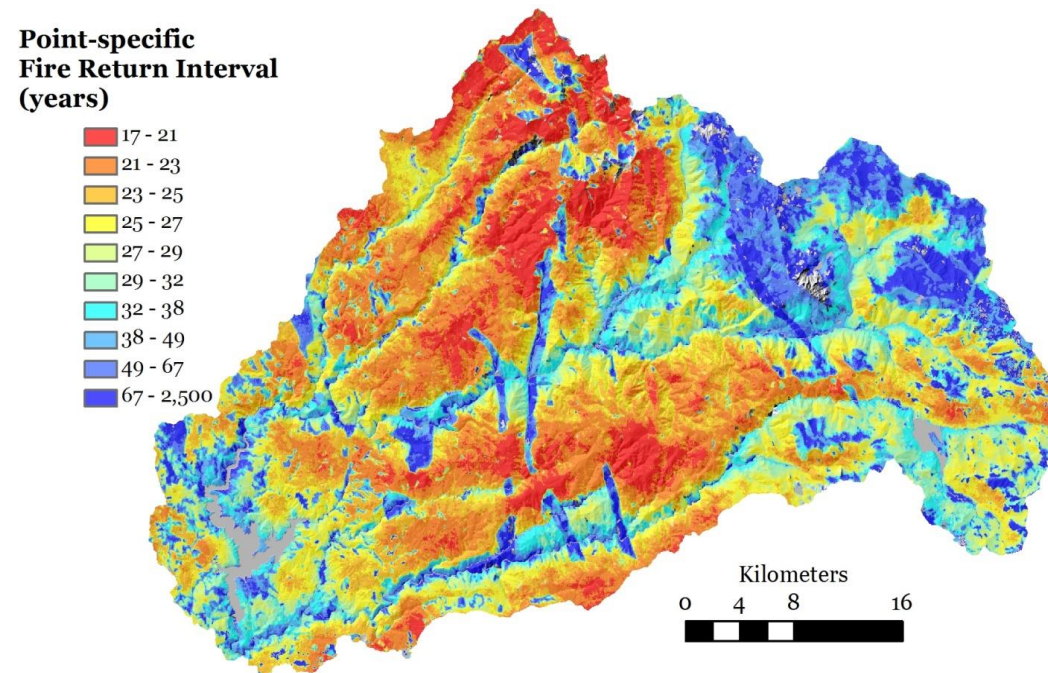 Point-specific
Fire Return Interval
(years)
17 - 21
21 - 23
23 - 25
25 - 27
27 - 29
29 - 32
32 - 38
38 - 49
49 - 67
67 - 2,500
Kilometers
0 4 8 16